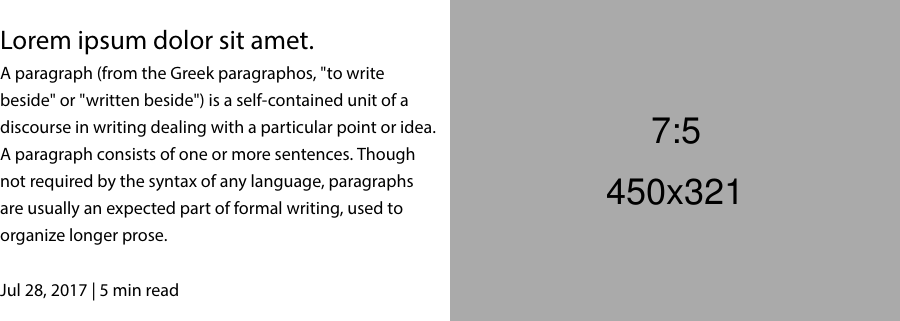 Lorem ipsum dolor sit amet.
A paragraph (from the Greek paragraphos, "to write
beside" or "written beside") is a self-contained unit of a
discourse in writing dealing with a particular point or idea.
A paragraph consists of one or more sentences. Though
not required by the syntax of any language, paragraphs
are usually an expected part of formal writing, used to
organize longer prose.
Jul 28, 2017 | 5 min read
7:5
450x321